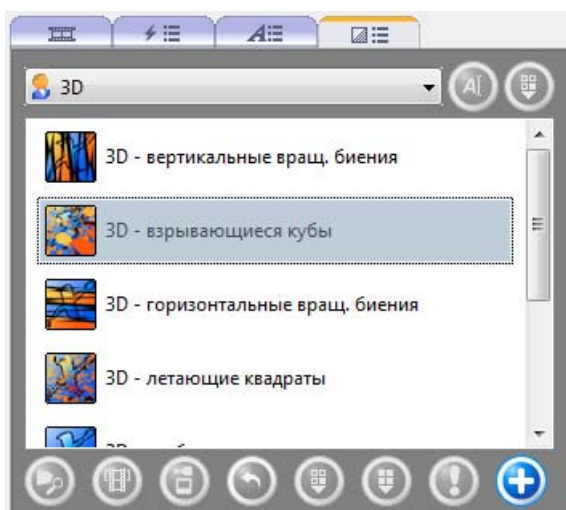 3D
3D - вертикальные вращ. биения
3D - взрывающиеся кубы
3D - горизонтальные вращ. биения
3D - летающие квадраты